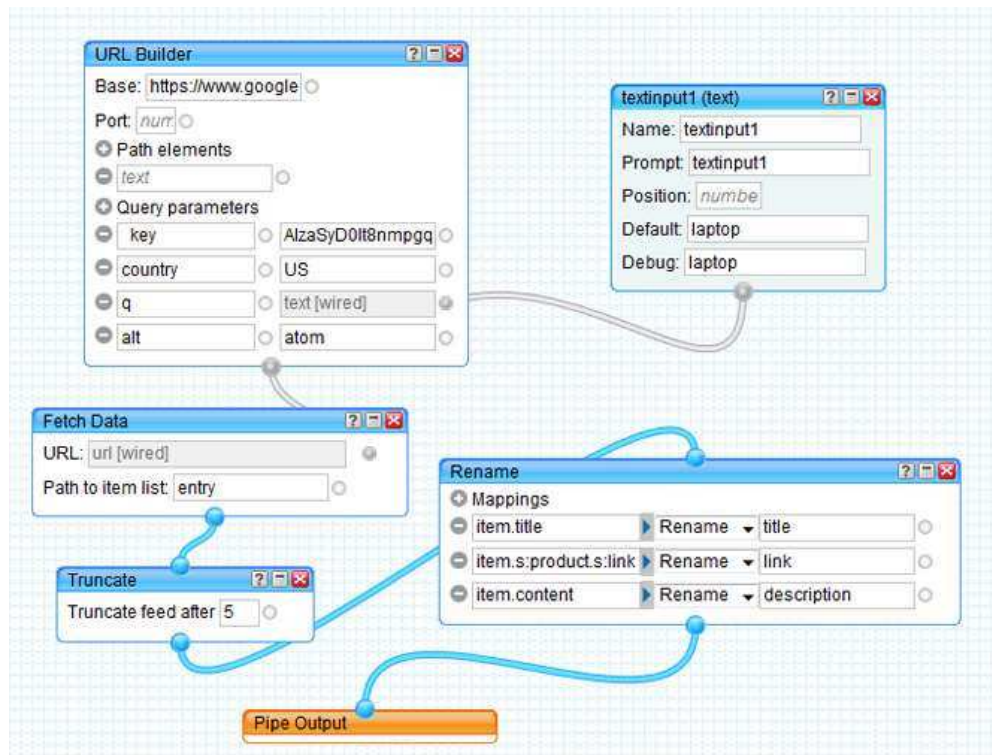 URL Builder
Base: https://www.google
Port: num
Path elements
text
Query parameters
key
country US
q text [wired]
alt atom
textinput1 (text)
Name: textinput1
Prompt: textinput1
Position: numbe
Default: laptop
Debug: laptop
Fetch Data
URL: url [wired]
Path to item list: entry
Truncate
Truncate feed after 5
Rename
Mappings
item.title Rename title
item.s:product.s:link Rename link
item.content Rename description
Pipe Output